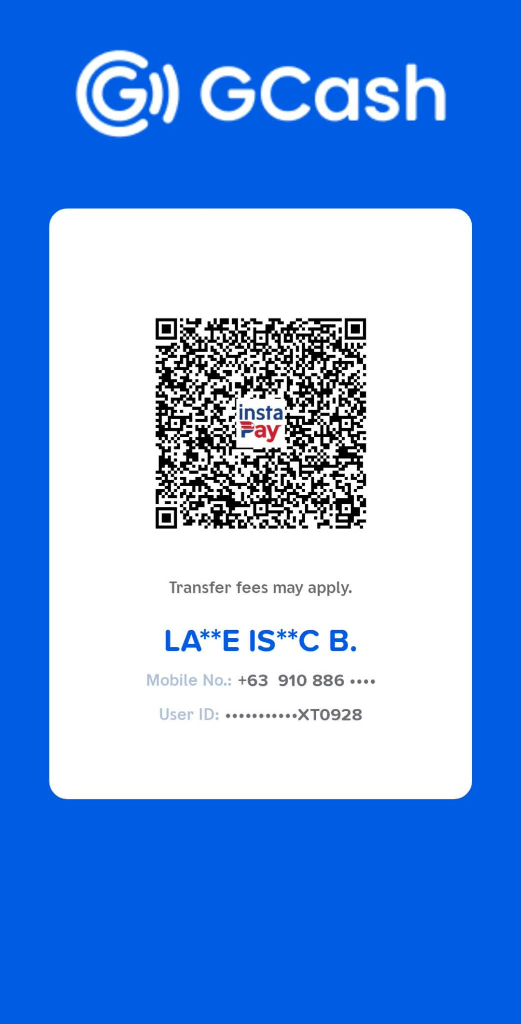 GCash
insta
Pay
Transfer fees may apply.
LA**E IS**C B.
Mobile No.: +63 910 886 ••••
User ID: •••••••••••XT0928